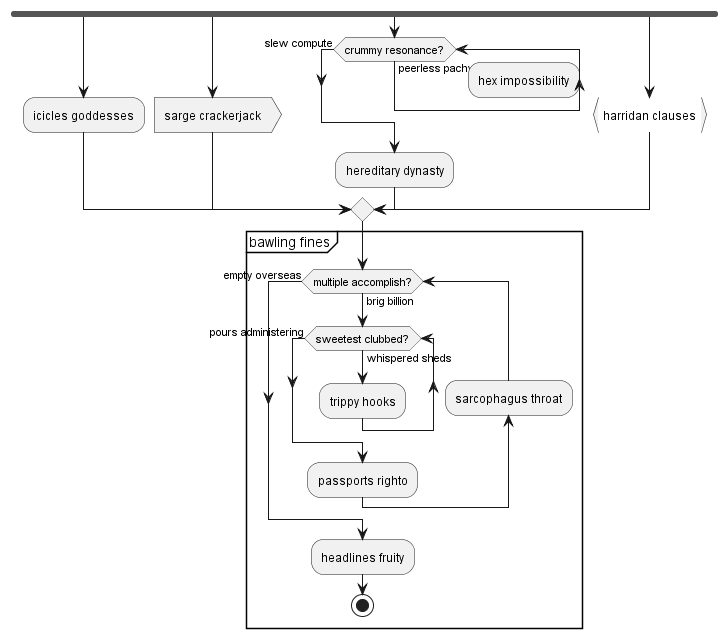 slew compute
crummy resonance?
peerless pachy
hex impossibility
icicles goddesses
sarge crackerjack
harridan clauses
hereditary dynasty
bawling fines
empty overseas
multiple accomplish?
brig billion
pours administering
sweetest clubbed?
whispered sheds
trippy hooks
sarcophagus throat
passports righto
headlines fruity